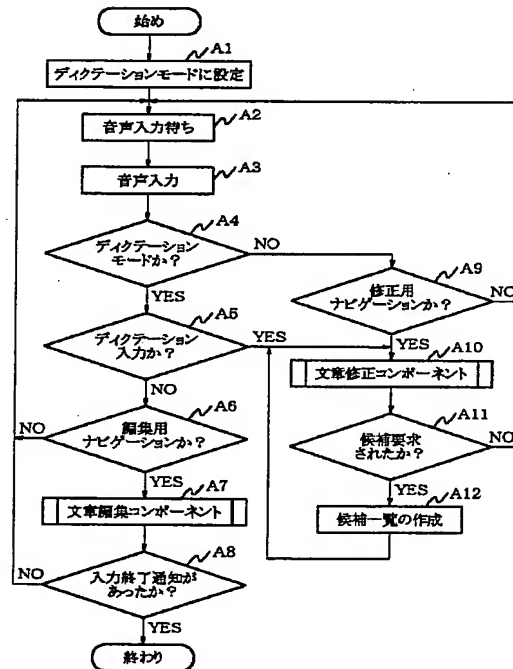 始め
A1
ディクテーションモードに設定
A2
音声入力待ち
A3
音声入力
A4
ディクテーション
モードか？
NO
YES
A9
修正用
ナビゲーションか？
NO
YES
A5
ディクテーション
入力か？
YES
NO
A10
文章修正コンポーネント
A6
編集用
ナビゲーションか？
NO
YES
A11
候補要求
されたか？
NO
YES
A7
文章編集コンポーネント
A12
候補一覧の作成
A8
入力終了通知が
あったか？
NO
YES
終わり